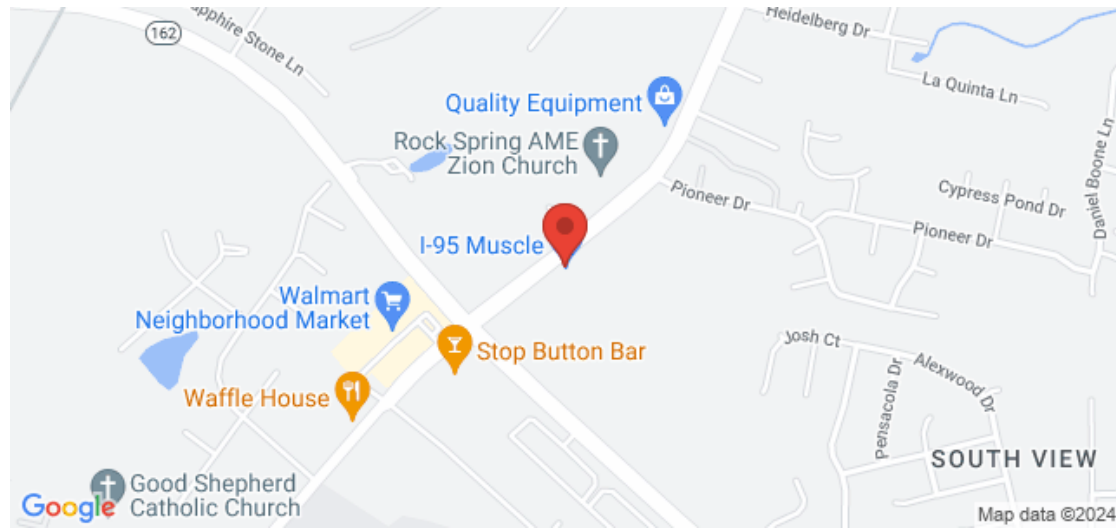 Heidelberg Dr
162
apphire Stone Ln
La Quinta Ln
Quality Equipment
Rock Spring AME
Zion Church
Daniel Boone Ln
Pioneer Dr
Cypress Pond Dr
Pioneer Dr
I-95 Muscle
Walmart
Neighborhood Market
Josh Ct
Stop Button Bar
Alexwood Dr
Pensacola Dr
Waffle House
SOUTH VIEW
Good Shepherd
Catholic Church
Google
Map data ©2024